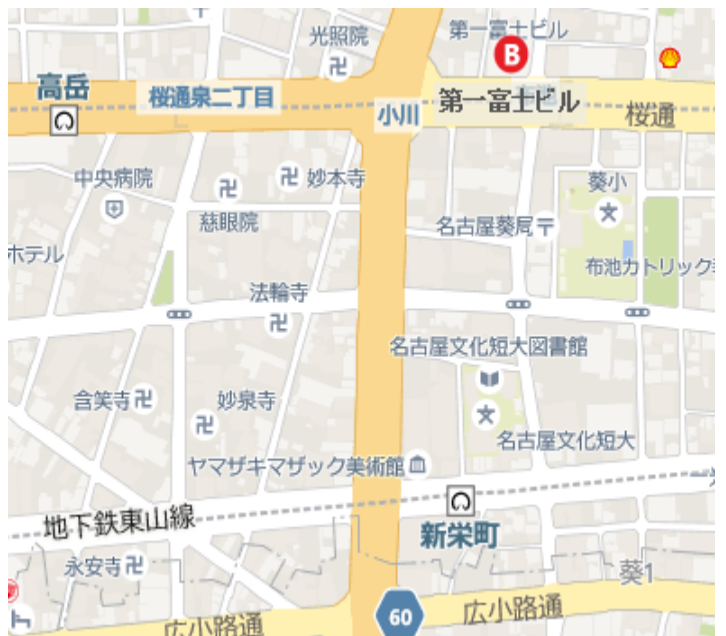 光照院
第一富士ビル
B
高岳
桜通泉二丁目
小川
第一富士ビル
桜通
中央病院
妙本寺
葵小
慈眼院
名古屋葵局
ホテル
布池カトリック
法輪寺
名古屋文化短大図書館
含笑寺
妙泉寺
名古屋文化短大
ヤマザキマザック美術館
地下鉄東山線
新栄町
永安寺
葵1
広小路通
60
広小路通